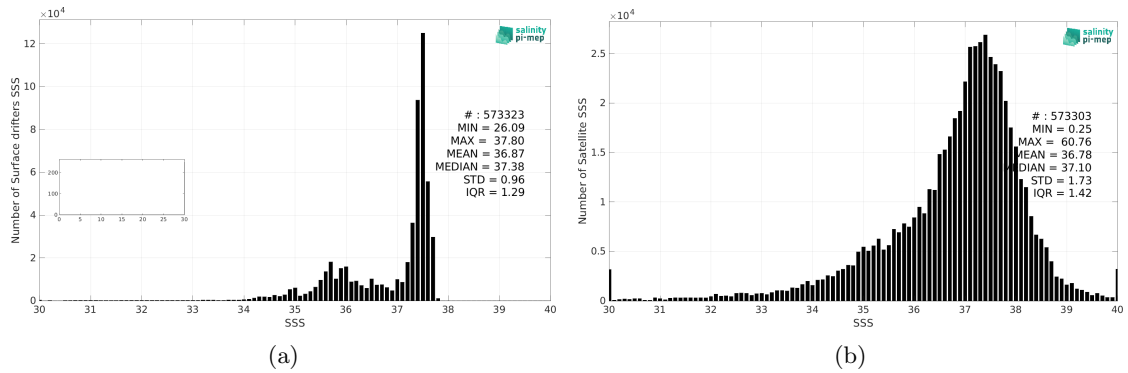 ×10⁴
12
10
8
6
4
2
0
Number of Surface drifters SSS
salinity
pi-mep
# : 573323
MIN = 26.09
MAX = 37.80
MEAN = 36.87
MEDIAN = 37.38
STD = 0.96
IQR = 1.29
200
100
0
0 5 10 15 20 25 30
30 31 32 33 34 35 36 37 38 39 40
SSS
(a)
×10⁴
2.5
2
1.5
1
0.5
0
Number of Satellite SSS
salinity
pi-mep
# : 573303
MIN = 0.25
MAX = 60.76
MEAN = 36.78
MEDIAN = 37.10
STD = 1.73
IQR = 1.42
30 31 32 33 34 35 36 37 38 39 40
SSS
(b)